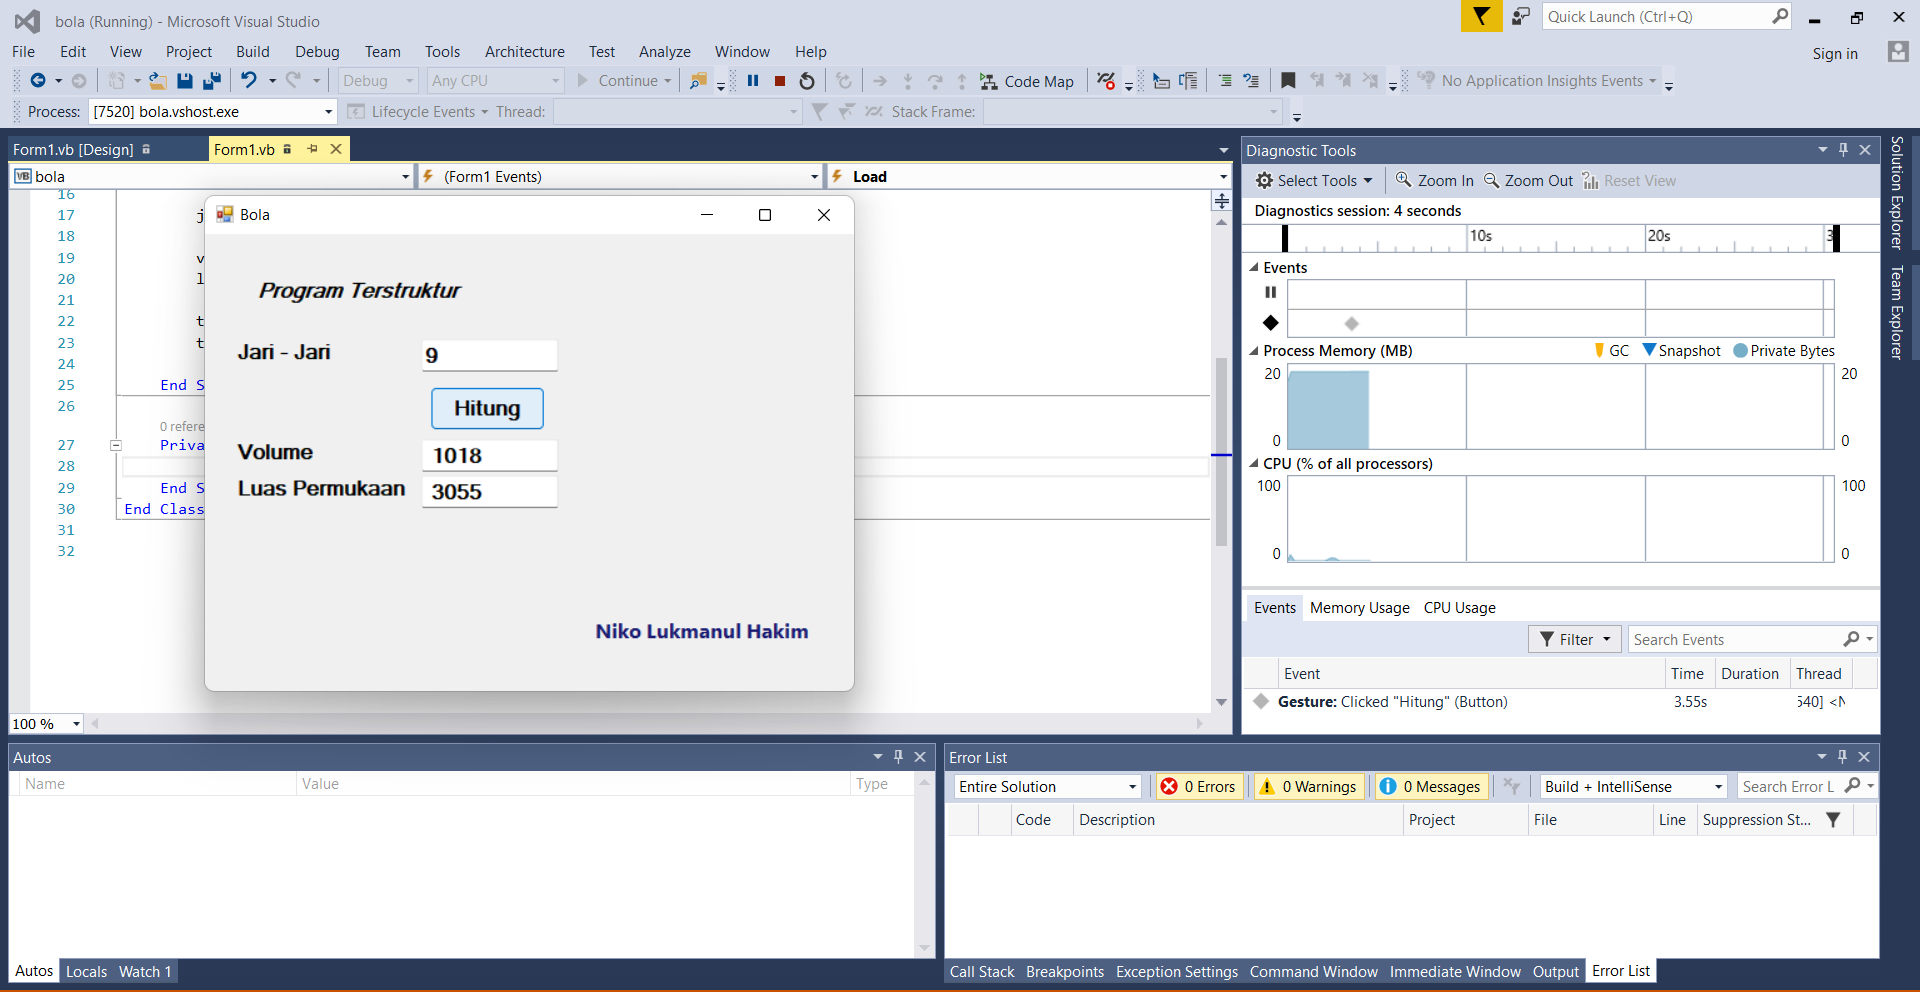 bola (Running) - Microsoft Visual Studio
Quick Launch (Ctrl+Q)
File Edit View Project Build Debug Team Tools Architecture Test Analyze Window Help
Sign in
Debug Any CPU Continue Code Map No Application Insights Events
Process: [7520] bola.vshost.exe Lifecycle Events Thread: Stack Frame:
Form1.vb [Design] Form1.vb
VB bola (Form1 Events) Load
16
17 j
18
19 v
20 l
21
22 t
23 t
24
25 End S
26
0 refere
27 Priva
28
29 End S
30 End Class
31
32
100 %
Bola
Program Terstruktur
Jari - Jari 9
Hitung
Volume 1018
Luas Permukaan 3055
Niko Lukmanul Hakim
Diagnostic Tools
Select Tools Zoom In Zoom Out Reset View
Diagnostics session: 4 seconds
10s 20s 3
Events
Process Memory (MB) GC Snapshot Private Bytes
20 20
0 0
CPU (% of all processors)
100 100
0 0
Events Memory Usage CPU Usage
Filter Search Events
Event Time Duration Thread
Gesture: Clicked "Hitung" (Button) 3.55s 540] <N
Solution Explorer
Team Explorer
Autos
Name Value Type
Autos Locals Watch 1
Error List
Entire Solution 0 Errors 0 Warnings 0 Messages Build + IntelliSense Search Error L
Code Description Project File Line Suppression St...
Call Stack Breakpoints Exception Settings Command Window Immediate Window Output Error List